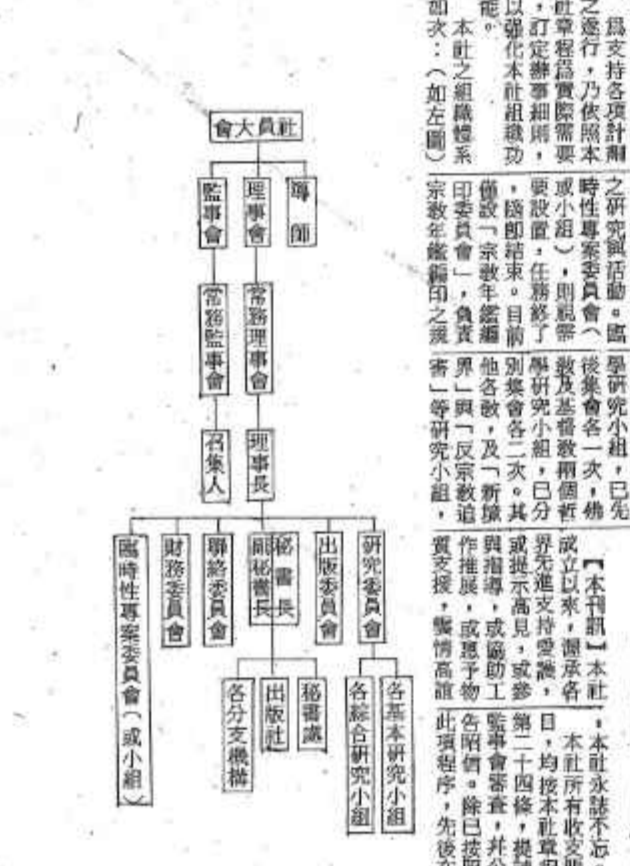 爲支持各項計劃
之遂行,乃依照本
社章程爲實際需要
,訂定辦事細則,
以强化本社組織功
能。
本社之組織體系
如次:(如左圖)
之研究與活動。臨
時性專案委員會(
或小組),則視需
要設置,任務終了
,隨即結束。目前
僅設「宗敎年鑑編
印委員會」,負責
宗敎年鑑編印之規
學研究小組,已先
後集會各一次,佛
敎及基督敎兩個哲
學研究小組,已分
別集會各二次。其
他各敎,及「新境
界」與「反宗敎迫
害」等研究小組,
【本刊訊】本社
成立以來,渥承各
界先進支持愛護,
或提示高見,或參
與指導,或協助工
作推展,或惠予物
質支援,雲情高誼
,本社永誌不忘。
本社所有收支
目,均按本社章程
第二十四條,提
監事會審查,幷公
告昭信。除已按
此項程序,先後
社員大會
導師
理事會
監事會
常務理事會
常務監事會
理事長
召集人
研究委員會
出版委員會
秘書長
副秘書長
聯絡委員會
財務委員會
臨時性專案委員會(或小組)
各基本研究小組
各綜合研究小組
秘書處
出版社
各分支機構